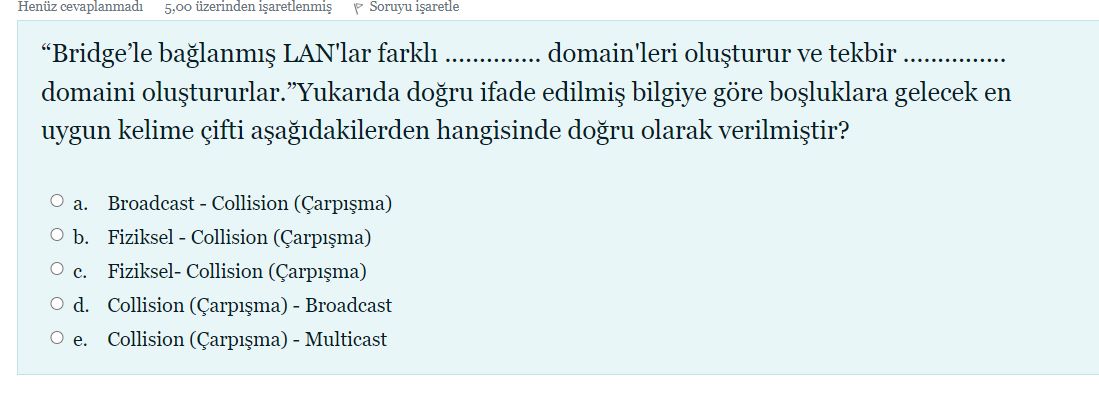 Henüz cevaplanmadı 5,00 üzerinden işaretlenmiş Soruyu işaretle
“Bridge’le bağlanmış LAN'lar farklı .............. domain'leri oluşturur ve tekbir ...............
domaini oluştururlar.”Yukarıda doğru ifade edilmiş bilgiye göre boşluklara gelecek en
uygun kelime çifti aşağıdakilerden hangisinde doğru olarak verilmiştir?
a. Broadcast - Collision (Çarpışma)
b. Fiziksel - Collision (Çarpışma)
c. Fiziksel- Collision (Çarpışma)
d. Collision (Çarpışma) - Broadcast
e. Collision (Çarpışma) - Multicast